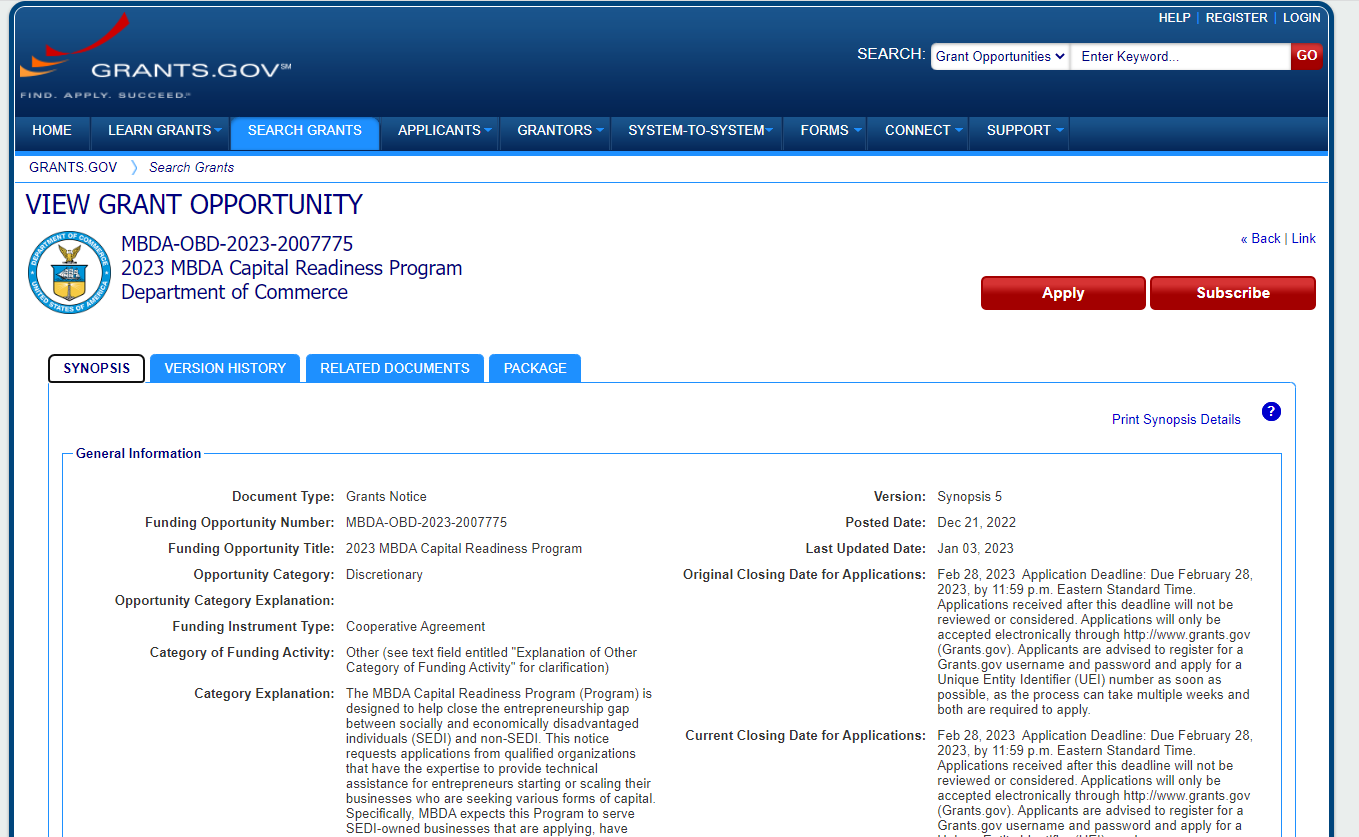 HELP | REGISTER | LOGIN
SEARCH: Grant Opportunities Enter Keyword... GO
GRANTS.GOV℠
FIND. APPLY. SUCCEED.℠
HOME LEARN GRANTS SEARCH GRANTS APPLICANTS GRANTORS SYSTEM-TO-SYSTEM FORMS CONNECT SUPPORT
GRANTS.GOV 〉 Search Grants
VIEW GRANT OPPORTUNITY
DEPARTMENT OF COMMERCE
UNITED STATES OF AMERICA
MBDA-OBD-2023-2007775
2023 MBDA Capital Readiness Program
Department of Commerce
« Back | Link
Apply Subscribe
SYNOPSIS VERSION HISTORY RELATED DOCUMENTS PACKAGE
Print Synopsis Details ?
General Information
Document Type: Grants Notice
Funding Opportunity Number: MBDA-OBD-2023-2007775
Funding Opportunity Title: 2023 MBDA Capital Readiness Program
Opportunity Category: Discretionary
Opportunity Category Explanation:
Funding Instrument Type: Cooperative Agreement
Category of Funding Activity: Other (see text field entitled "Explanation of Other
Category of Funding Activity" for clarification)
Category Explanation: The MBDA Capital Readiness Program (Program) is
designed to help close the entrepreneurship gap
between socially and economically disadvantaged
individuals (SEDI) and non-SEDI. This notice
requests applications from qualified organizations
that have the expertise to provide technical
assistance for entrepreneurs starting or scaling their
businesses who are seeking various forms of capital.
Specifically, MBDA expects this Program to serve
SEDI-owned businesses that are applying, have
Version: Synopsis 5
Posted Date: Dec 21, 2022
Last Updated Date: Jan 03, 2023
Original Closing Date for Applications: Feb 28, 2023 Application Deadline: Due February 28,
2023, by 11:59 p.m. Eastern Standard Time.
Applications received after this deadline will not be
reviewed or considered. Applications will only be
accepted electronically through http://www.grants.gov
(Grants.gov). Applicants are advised to register for a
Grants.gov username and password and apply for a
Unique Entity Identifier (UEI) number as soon as
possible, as the process can take multiple weeks and
both are required to apply.
Current Closing Date for Applications: Feb 28, 2023 Application Deadline: Due February 28,
2023, by 11:59 p.m. Eastern Standard Time.
Applications received after this deadline will not be
reviewed or considered. Applications will only be
accepted electronically through http://www.grants.gov
(Grants.gov). Applicants are advised to register for a
Grants.gov username and password and apply for a